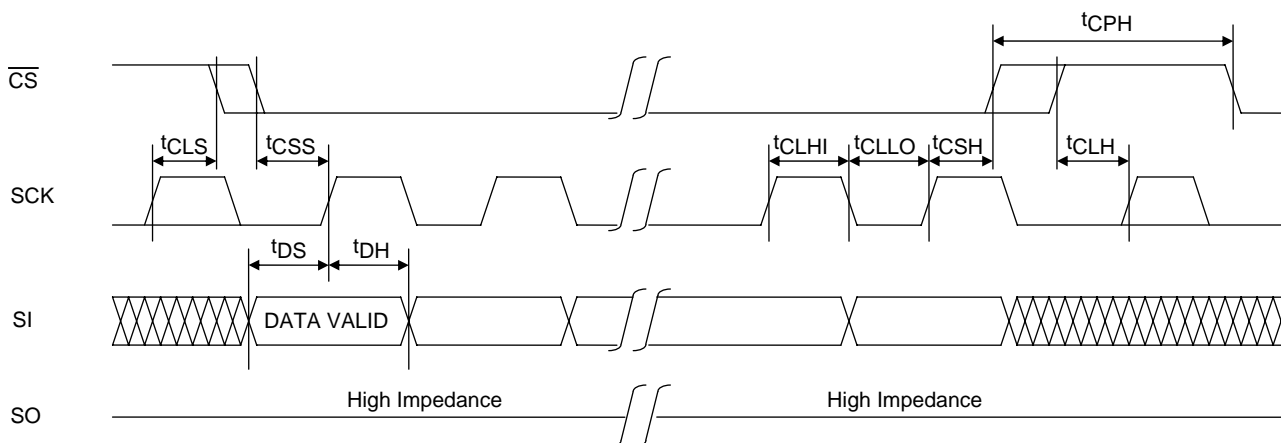 tCPH
CS
tCLS
tCSS
tCLHI
tCLLO
tCSH
tCLH
SCK
tDS
tDH
SI
DATA VALID
High Impedance
High Impedance
SO